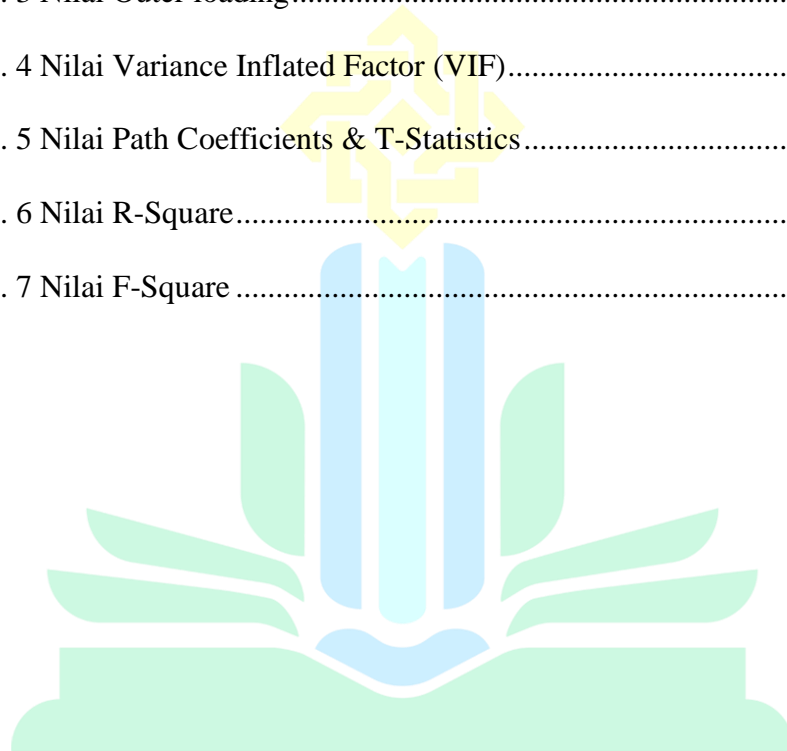 . 3 Nilai Outer loading.......................................................................
. 4 Nilai Variance Inflated Factor (VIF)...................................
. 5 Nilai Path Coefficients & T-Statistics.................................
. 6 Nilai R-Square.....................................................................
. 7 Nilai F-Square .....................................................................